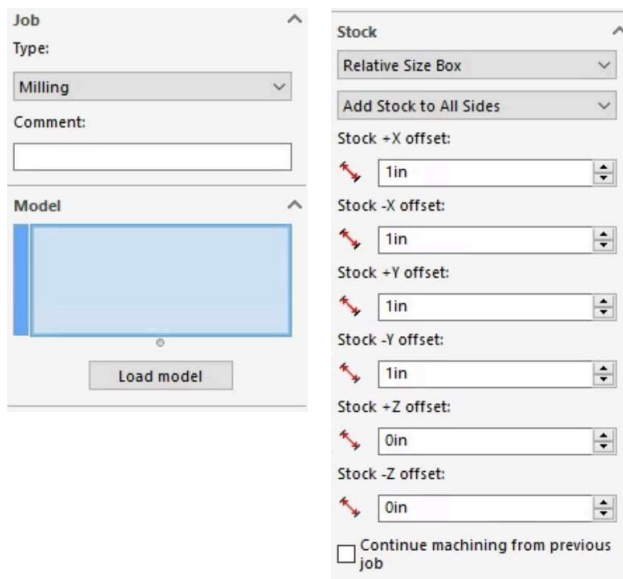 Job
Type:
Milling
Comment:
Model
Load model
Stock
Relative Size Box
Add Stock to All Sides
Stock +X offset:
1in
Stock -X offset:
1in
Stock +Y offset:
1in
Stock -Y offset:
1in
Stock +Z offset:
0in
Stock -Z offset:
0in
Continue machining from previous
job